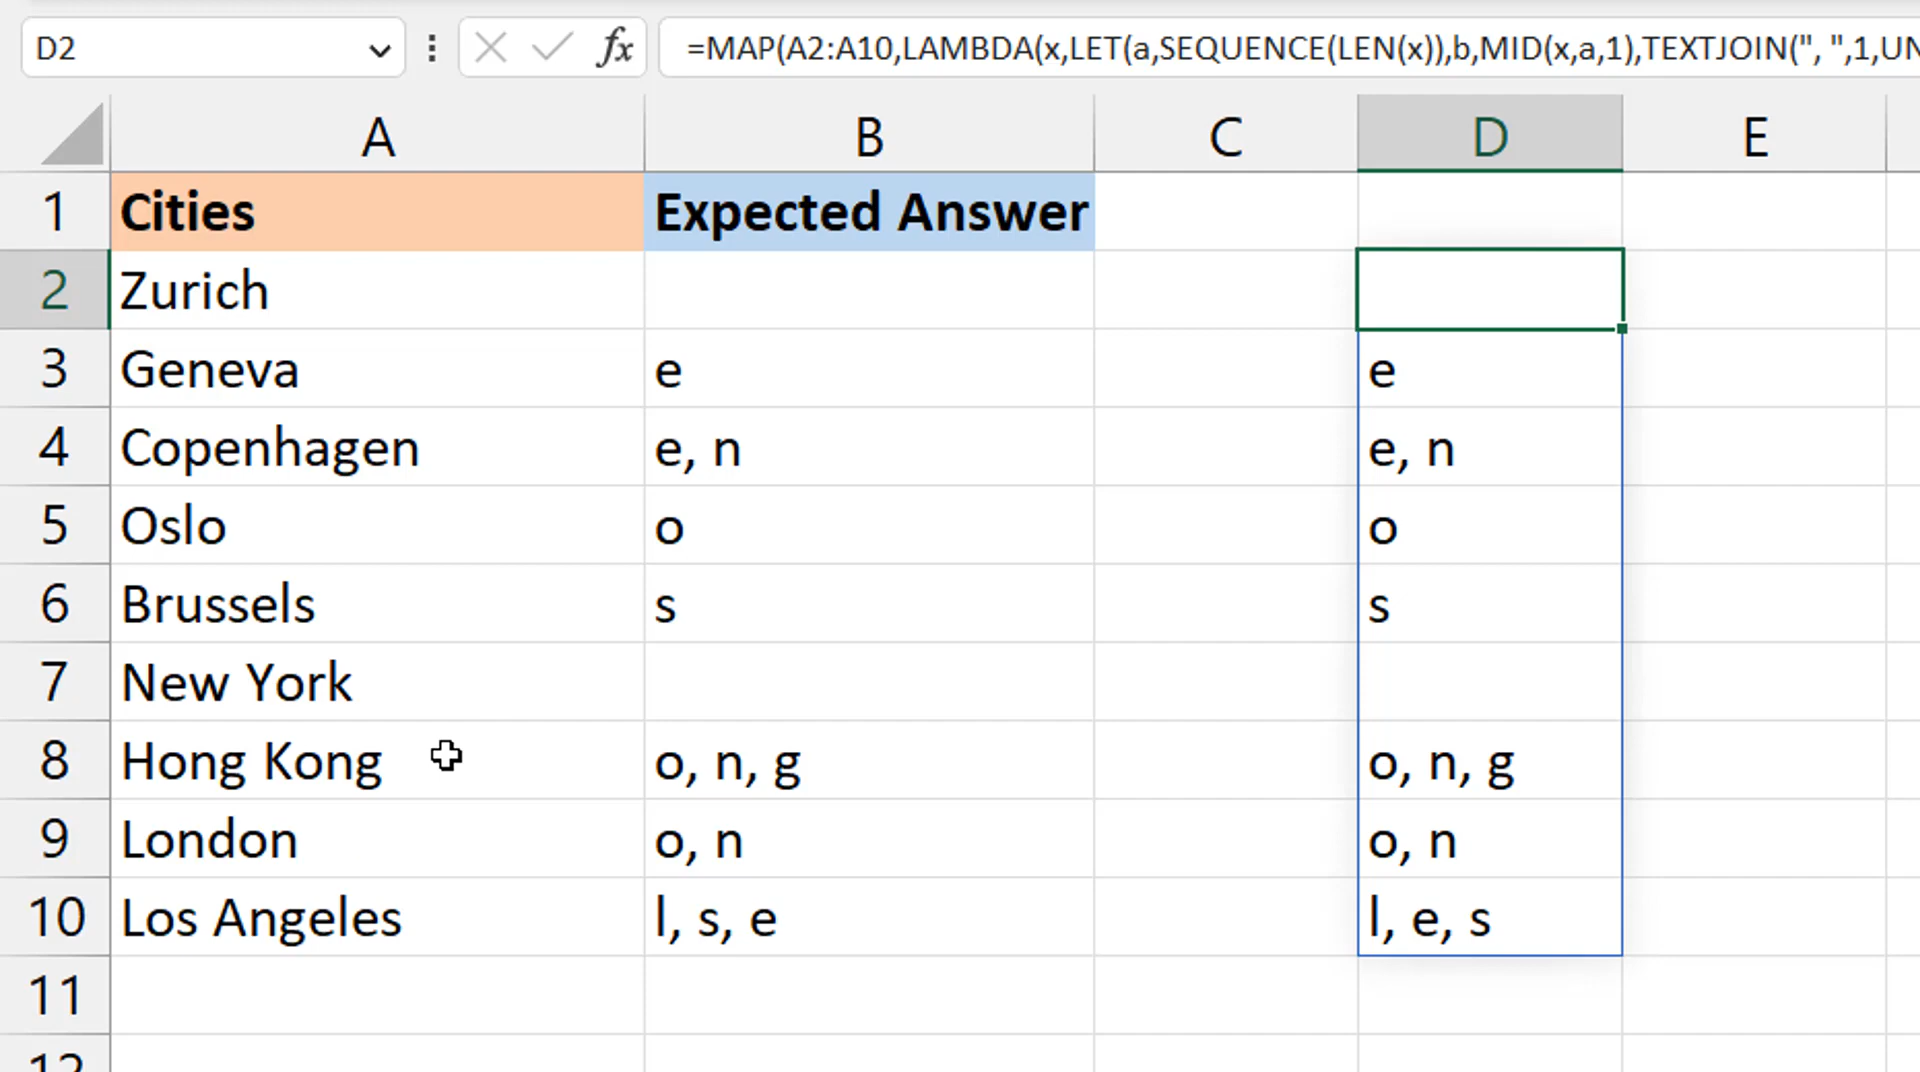 D2 fx =MAP(A2:A10,LAMBDA(x,LET(a,SEQUENCE(LEN(x)),b,MID(x,a,1),TEXTJOIN(", ",1,UN
A B C D E
1 Cities Expected Answer
2 Zurich
3 Geneva e e
4 Copenhagen e, n e, n
5 Oslo o o
6 Brussels s s
7 New York
8 Hong Kong o, n, g o, n, g
9 London o, n o, n
10 Los Angeles l, s, e l, e, s
11
12